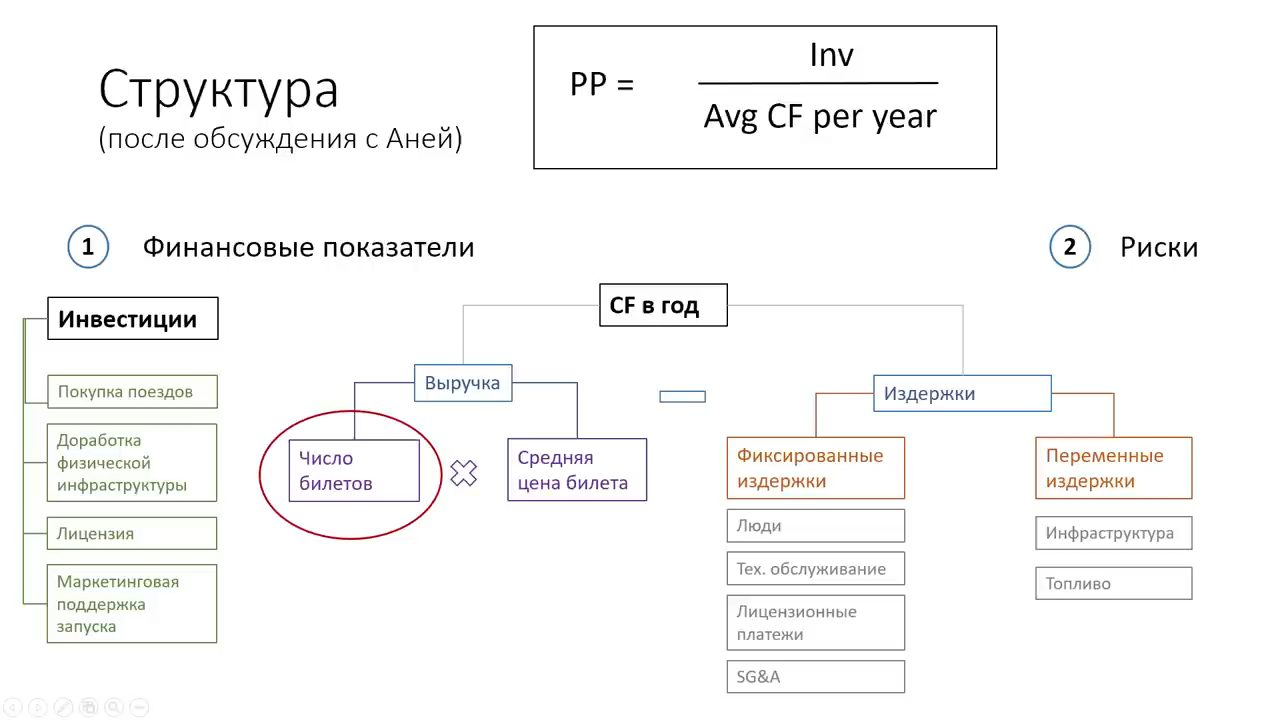 Структура
(после обсуждения с Аней)
PP =
Inv
Avg CF per year
1
Финансовые показатели
2
Риски
Инвестиции
Покупка поездов
Доработка
физической
инфраструктуры
Лицензия
Маркетинговая
поддержка
запуска
CF в год
Выручка
Число
билетов
Средняя
цена билета
Издержки
Фиксированные
издержки
Люди
Тех. обслуживание
Лицензионные
платежи
SG&A
Переменные
издержки
Инфраструктура
Топливо